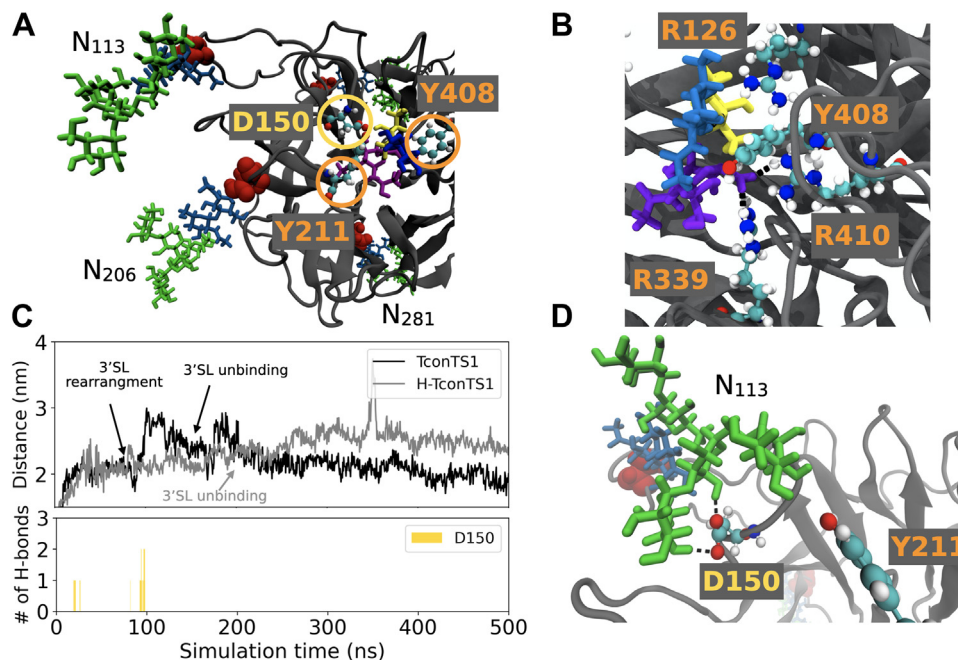 A
N113
D150
Y408
Y211
N206
N281
B
R126
Y408
R410
R339
C
4
3
2
Distance (nm)
3'SL
rearrangment
3'SL unbinding
TconTS1
H-TconTS1
3'SL unbinding
3
2
1
0
# of H-bonds
D150
0
100
200
300
400
500
Simulation time (ns)
D
N113
D150
Y211